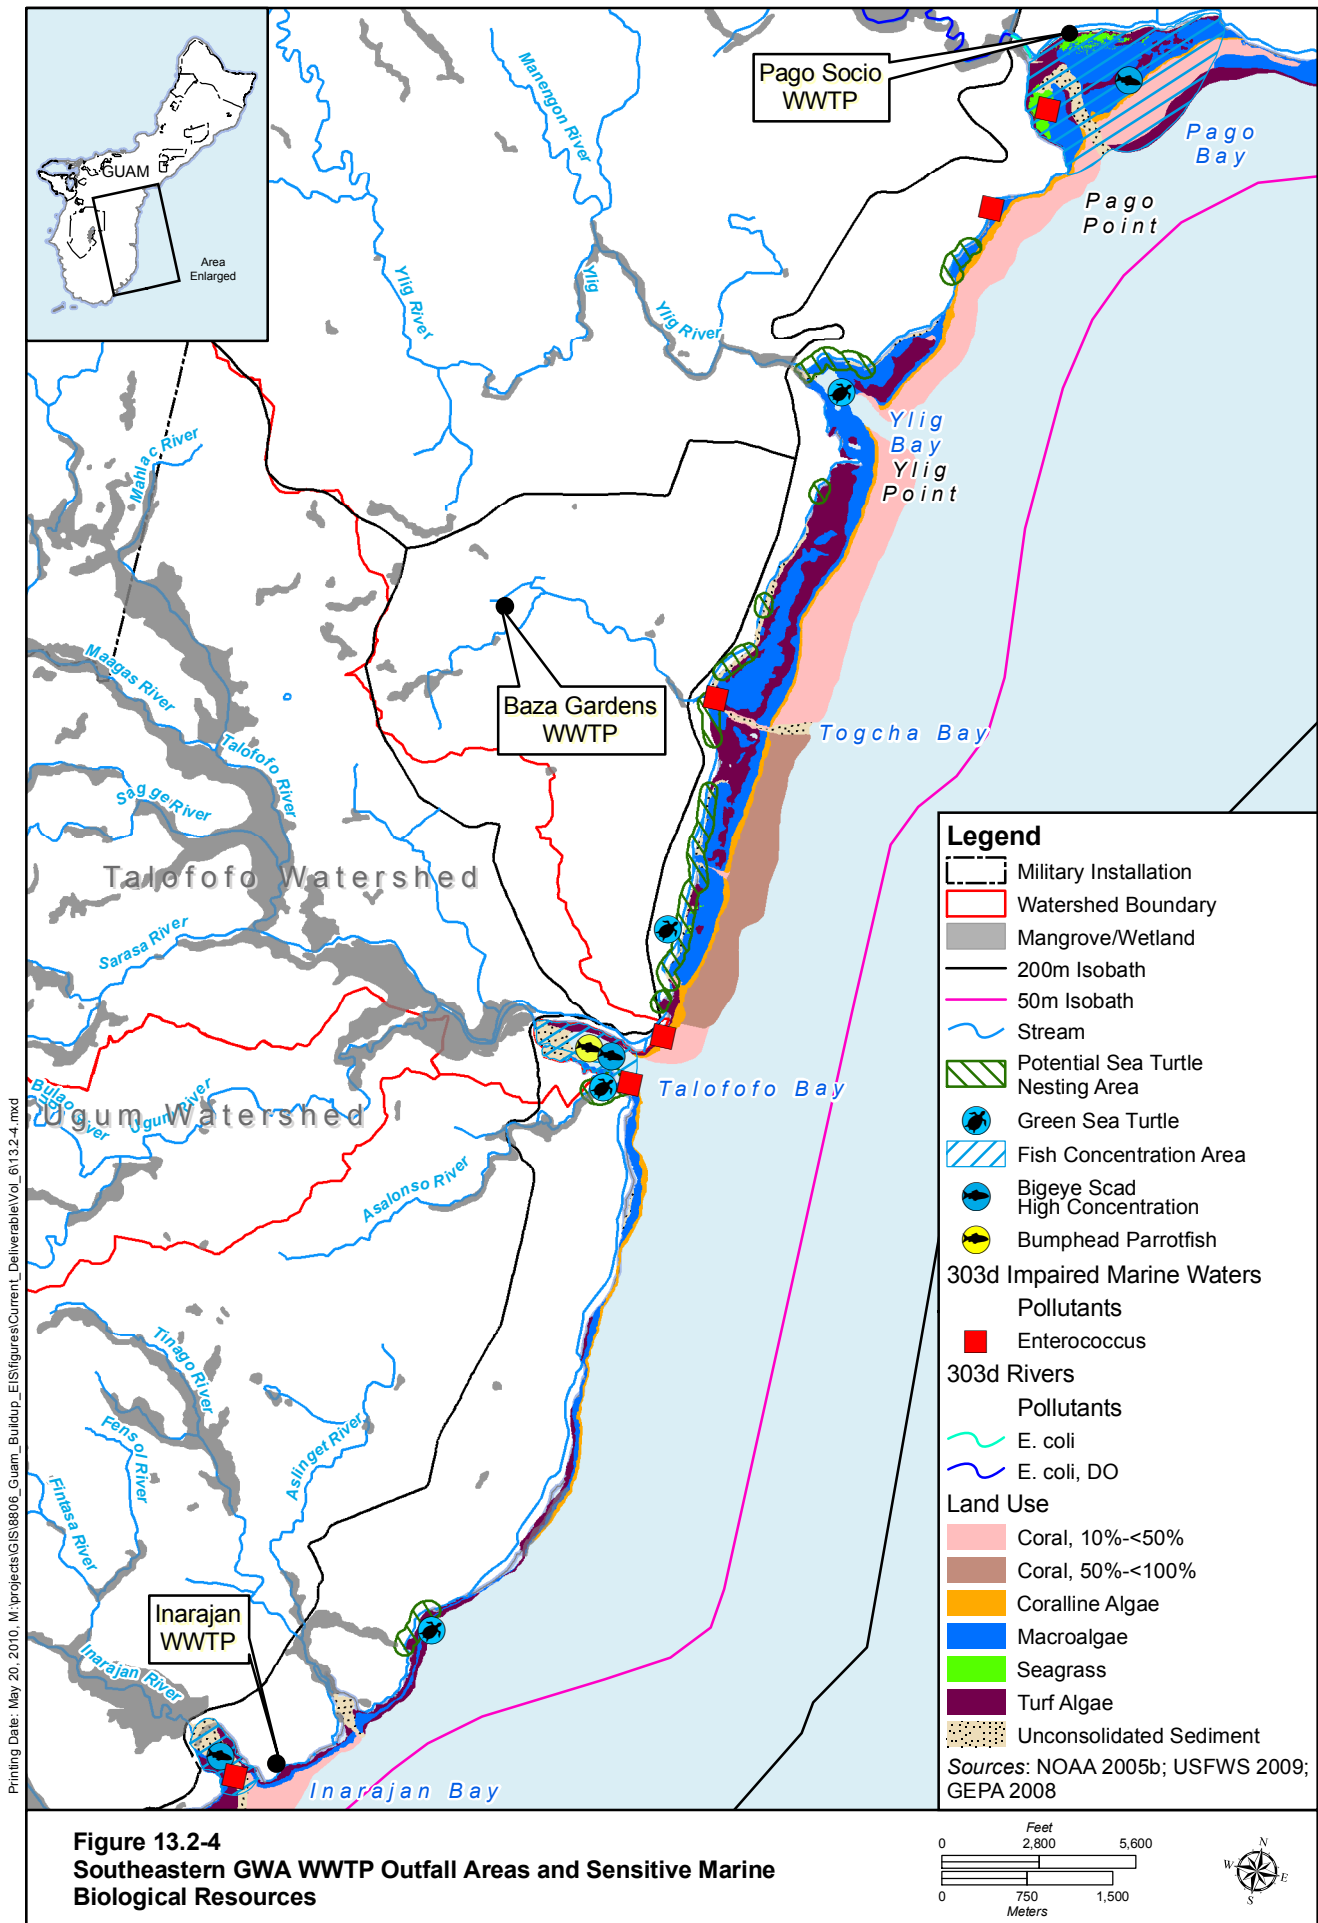 GUAM
Area
Enlarged
Pago Socio
WWTP
Pago
Bay
Pago
Point
Manengon River
Ylig River
Ylig
Ylig River
Ylig
Bay
Ylig
Point
Mahlac River
Maagas River
Talofofo River
Sagge River
Baza Gardens
WWTP
Togcha Bay
Talofofo Watershed
Sarasa River
Bulao River
Ugum River
Ugum Watershed
Talofofo Bay
Asalonso River
Tinago River
Fensol River
Fintasa River
Aslinget River
Inarajan
WWTP
Inarajan River
Inarajan Bay
Legend
Military Installation
Watershed Boundary
Mangrove/Wetland
200m Isobath
50m Isobath
Stream
Potential Sea Turtle
Nesting Area
Green Sea Turtle
Fish Concentration Area
Bigeye Scad
High Concentration
Bumphead Parrotfish
303d Impaired Marine Waters
Pollutants
Enterococcus
303d Rivers
Pollutants
E. coli
E. coli, DO
Land Use
Coral, 10%-<50%
Coral, 50%-<100%
Coralline Algae
Macroalgae
Seagrass
Turf Algae
Unconsolidated Sediment
Sources: NOAA 2005b; USFWS 2009;
GEPA 2008
Printing Date: May 20, 2010, M:\projects\GIS\8806_Guam_Buildup_EIS\figures\Current_Deliverable\Vol_6\13.2-4.mxd
Figure 13.2-4
Southeastern GWA WWTP Outfall Areas and Sensitive Marine
Biological Resources
Feet
0 2,800 5,600
0 750 1,500
Meters
N
W E
S